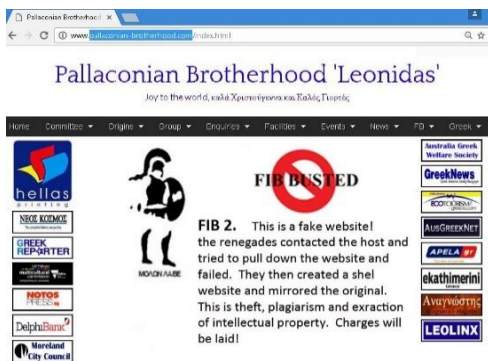 Pallaconian Brotherhood
www.pallaconian-brotherhood.com/index.html
Pallaconian Brotherhood 'Leonidas'
Joy to the world, καλά Χριστούγεννα και Καλές Γιορτές
Home Committee Origins Group Enquiries Facilities Events News FB Greek
hellas
printing
ΝΕΟΣ ΚΟΣΜΟΣ
GREEK
REPORTER
multicultural
NOTOS
PRESS
DelphiBank
Moreland
City Council
ΜΟΛΩΝ ΛΑΒΕ
FIB BUSTED
FIB 2. This is a fake website!
the renegades contacted the host and
tried to pull down the website and
failed. They then created a shel
website and mirrored the original.
This is theft, plagiarism and exraction
of intellectual property. Charges will
be laid!
Australia Greek
Welfare Society
GreekNews
ECOTOURISM
AUSGREEKNET
APELA gr
ekathimerini
Αναγνώστης
LEOLINX